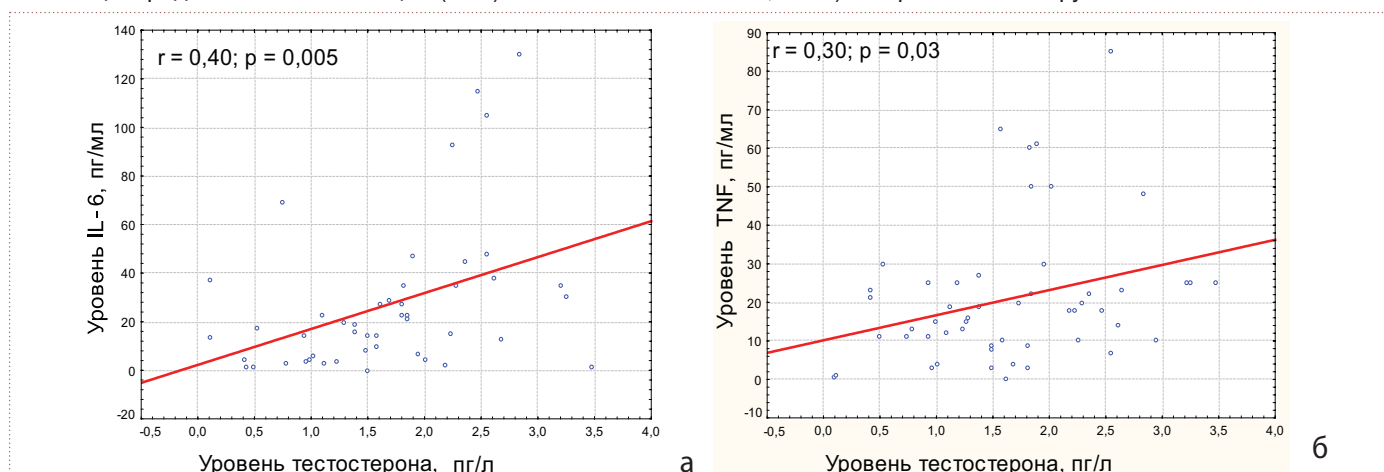 140
r = 0,40; p = 0,005
120
100
80
60
40
20
0
-20
-0,5 0,0 0,5 1,0 1,5 2,0 2,5 3,0 3,5 4,0
Уровень IL-6, пг/мл
Уровень тестостерона, пг/л
а
90
r = 0,30; p = 0,03
80
70
60
50
40
30
20
10
0
-10
-0,5 0,0 0,5 1,0 1,5 2,0 2,5 3,0 3,5 4,0
Уровень TNF, пг/мл
Уровень тестостерона, пг/л
б